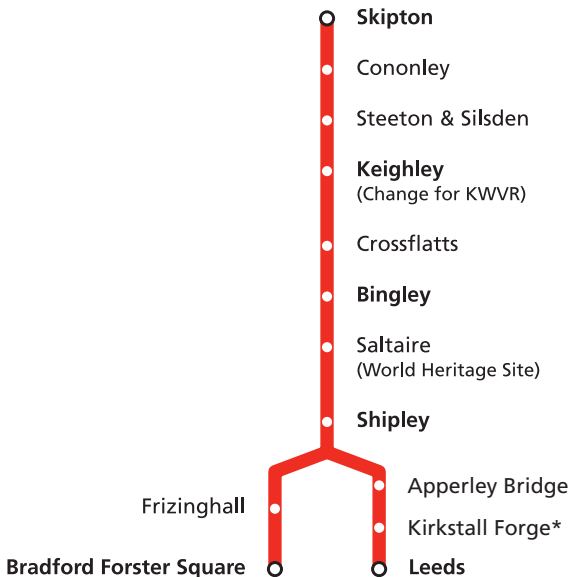 Skipton
Cononley
Steeton & Silsden
Keighley
(Change for KWVR)
Crossflatts
Bingley
Saltaire
(World Heritage Site)
Shipley
Frizinghall
Bradford Forster Square
Apperley Bridge
Kirkstall Forge*
Leeds